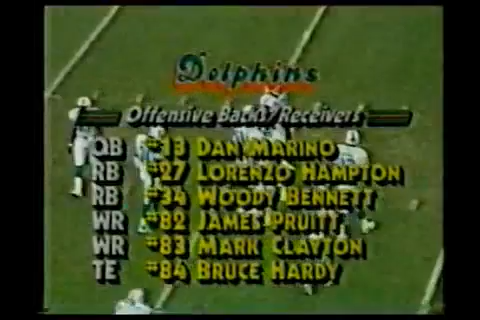 Dolphins
Offensive Backs/Receivers
QB #13 DAN MARINO
RB #27 LORENZO HAMPTON
RB #34 WOODY BENNETT
WR #82 JAMES PRUITT
WR #83 MARK CLAYTON
TE #84 BRUCE HARDY